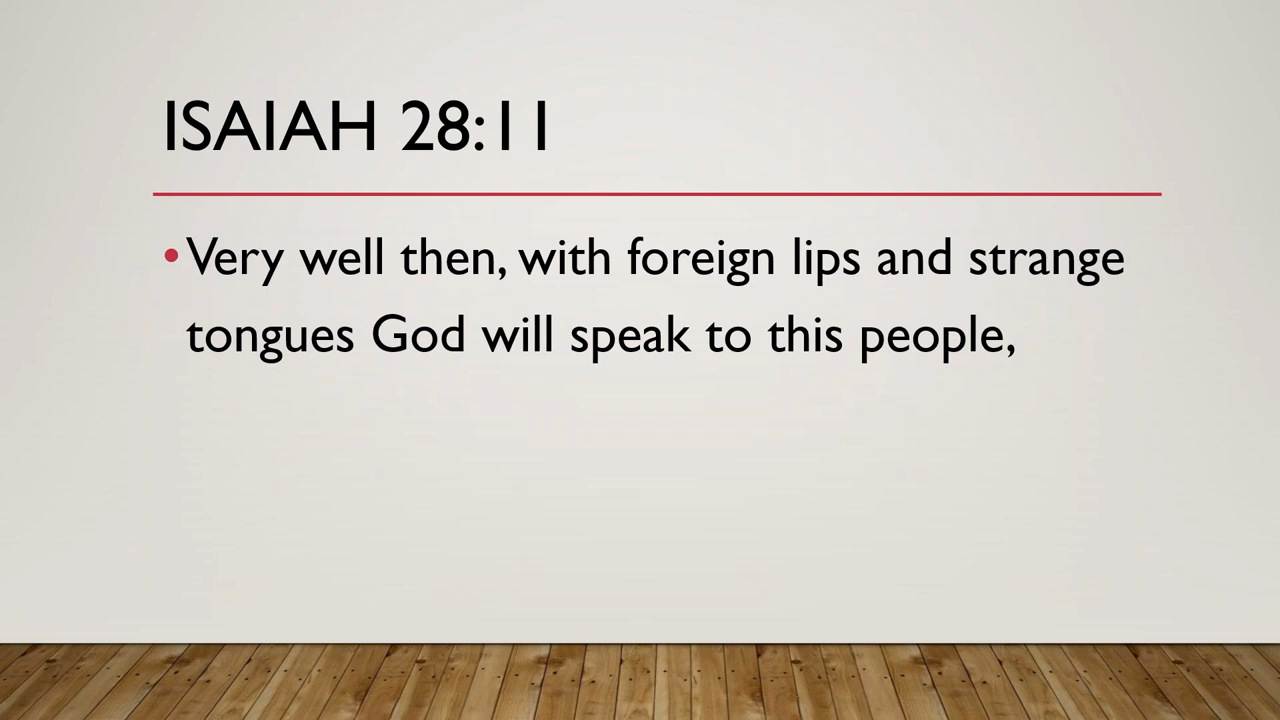 ISAIAH 28:11
• Very well then, with foreign lips and strange
tongues God will speak to this people,